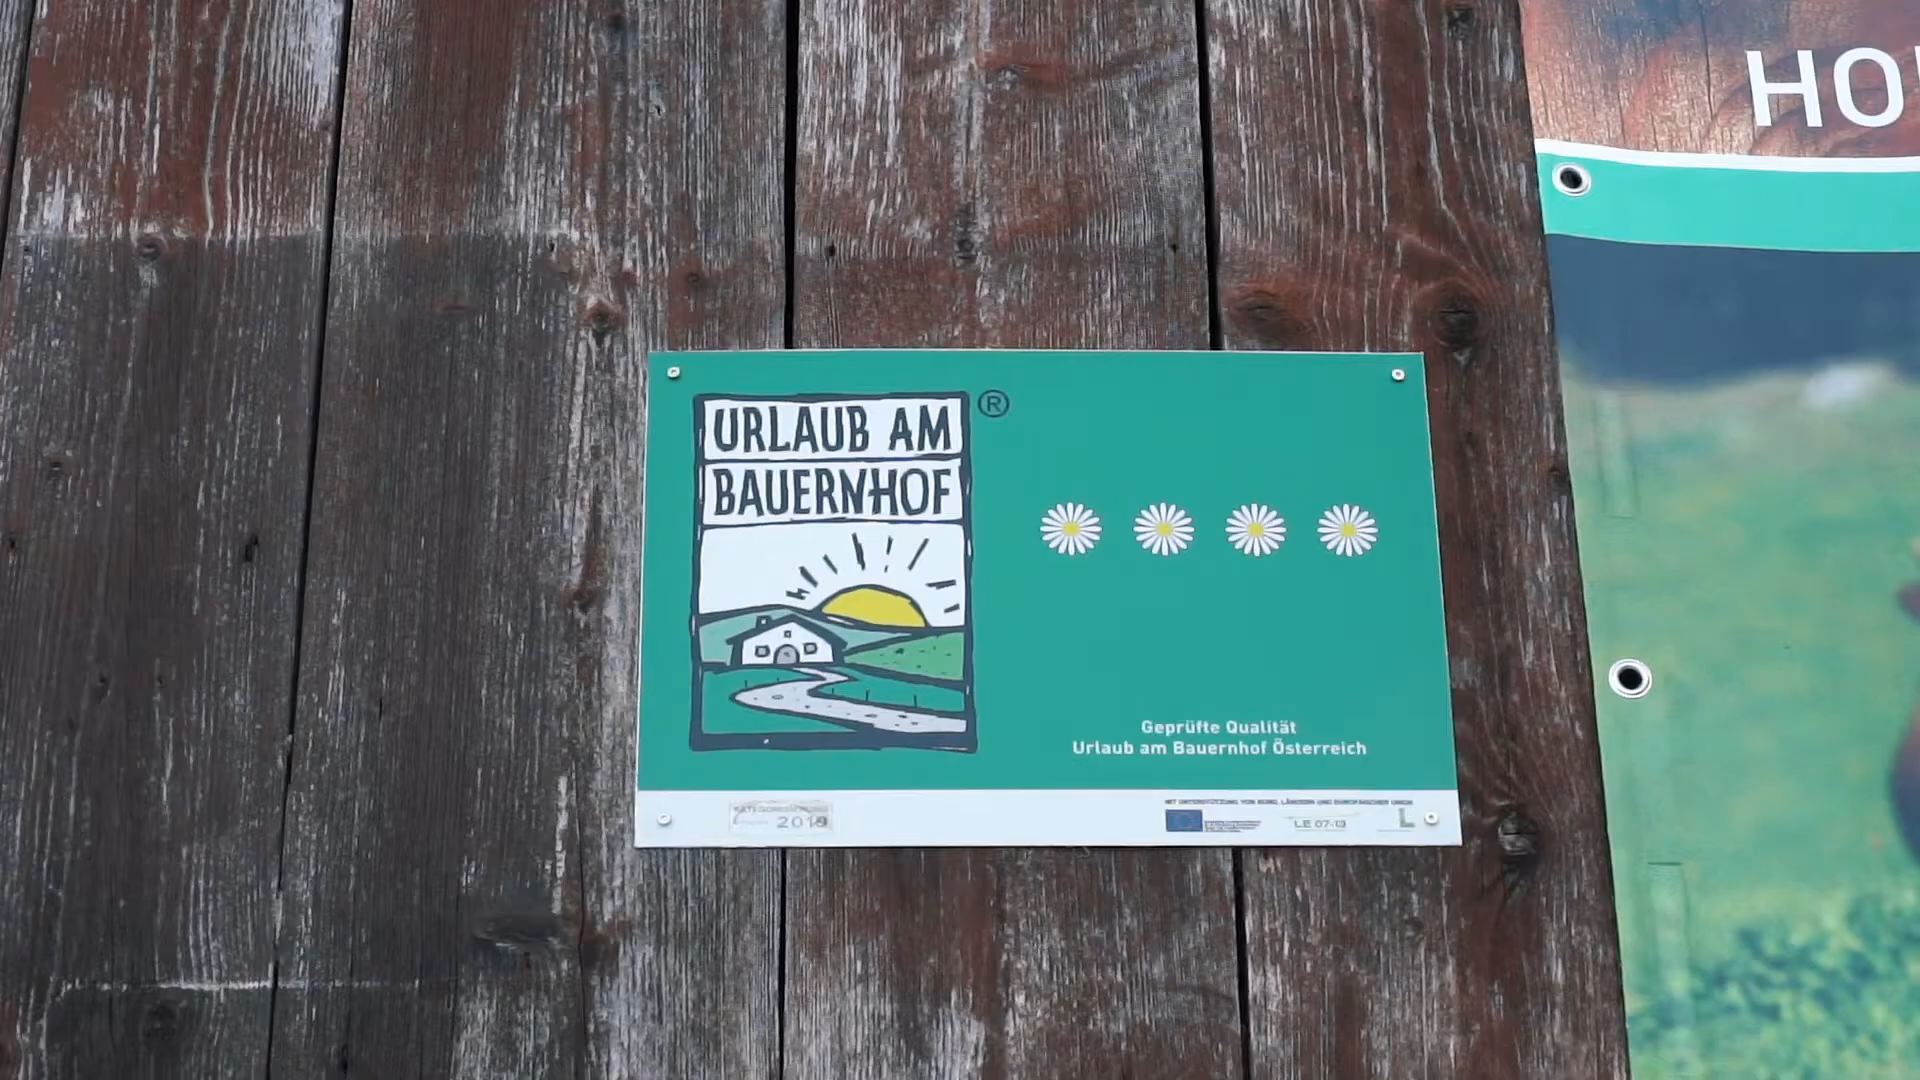 HO
URLAUB AM
BAUERNHOF
®
Geprüfte Qualität
Urlaub am Bauernhof Österreich
KATEGORISIERUNG
2019
MIT UNTERSTÜTZUNG VON BUND, LÄNDERN UND EUROPÄISCHER UNION
LE 07-13
L